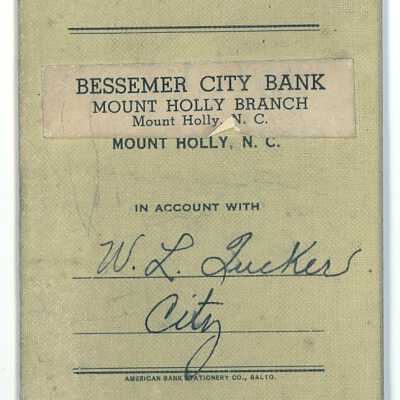 BESSEMER CITY BANK
MOUNT HOLLY BRANCH
Mount Holly, N. C.
MOUNT HOLLY, N. C.
IN ACCOUNT WITH
W. L. Tucker
City
AMERICAN BANK STATIONERY CO., BALTO.